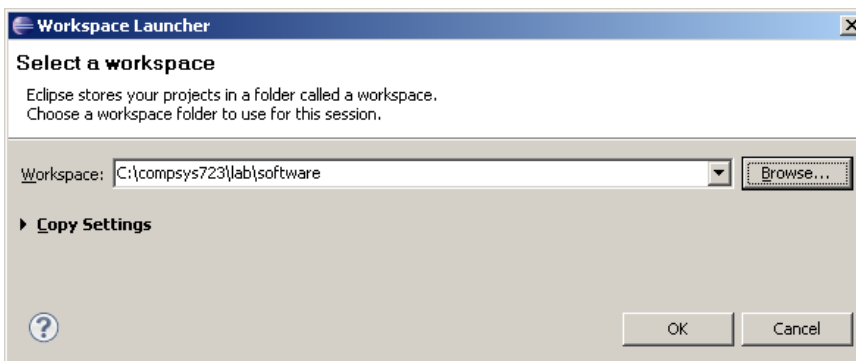 Workspace Launcher
Select a workspace
Eclipse stores your projects in a folder called a workspace.
Choose a workspace folder to use for this session.
Workspace: C:\compsys723\lab\software Browse...
Copy Settings
OK Cancel